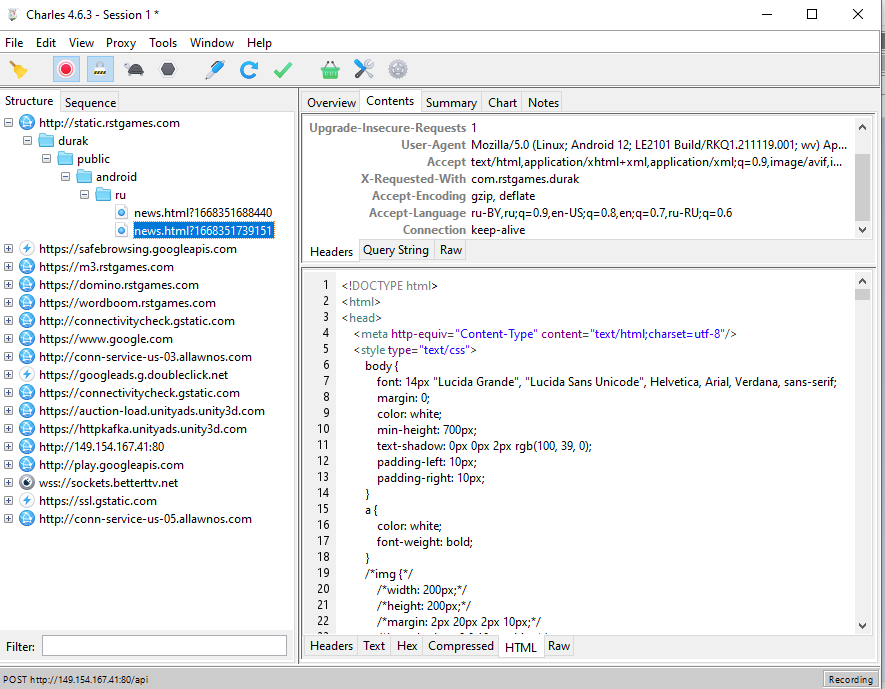 Charles 4.6.3 - Session 1 *
File Edit View Proxy Tools Window Help
Structure Sequence
http://static.rstgames.com
durak
public
android
ru
news.html?1668351688440
news.html?1668351739151
https://safebrowsing.googleapis.com
https://m3.rstgames.com
https://domino.rstgames.com
https://wordboom.rstgames.com
http://connectivitycheck.gstatic.com
https://www.google.com
http://conn-service-us-03.allawnos.com
https://googleads.g.doubleclick.net
https://connectivitycheck.gstatic.com
https://auction-load.unityads.unity3d.com
https://httpkafka.unityads.unity3d.com
http://149.154.167.41:80
http://play.googleapis.com
wss://sockets.betterttv.net
https://ssl.gstatic.com
http://conn-service-us-05.allawnos.com
Filter:
Overview Contents Summary Chart Notes
Upgrade-Insecure-Requests 1
User-Agent Mozilla/5.0 (Linux; Android 12; LE2101 Build/RKQ1.211119.001; wv) Ap...
Accept text/html,application/xhtml+xml,application/xml;q=0.9,image/avif,i...
X-Requested-With com.rstgames.durak
Accept-Encoding gzip, deflate
Accept-Language ru-BY,ru;q=0.9,en-US;q=0.8,en;q=0.7,ru-RU;q=0.6
Connection keep-alive
Headers Query String Raw
1 <!DOCTYPE html>
2 <html>
3 <head>
4 <meta http-equiv="Content-Type" content="text/html;charset=utf-8"/>
5 <style type="text/css">
6 body {
7 font: 14px "Lucida Grande", "Lucida Sans Unicode", Helvetica, Arial, Verdana, sans-serif;
8 margin: 0;
9 color: white;
10 min-height: 700px;
11 text-shadow: 0px 0px 2px rgb(100, 39, 0);
12 padding-left: 10px;
13 padding-right: 10px;
14 }
15 a {
16 color: white;
17 font-weight: bold;
18 }
19 /*img {*/
20 /*width: 200px;*/
21 /*height: 200px;*/
22 /*margin: 2px 20px 2px 10px;*/
Headers Text Hex Compressed HTML Raw
POST http://149.154.167.41:80/api
Recording